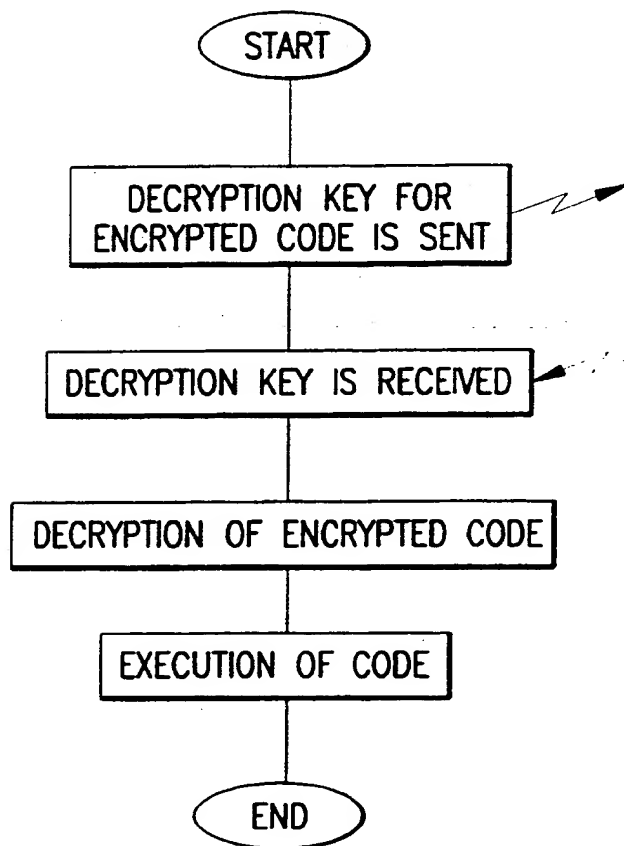 START
DECRYPTION KEY FOR
ENCRYPTED CODE IS SENT
DECRYPTION KEY IS RECEIVED
DECRYPTION OF ENCRYPTED CODE
EXECUTION OF CODE
END